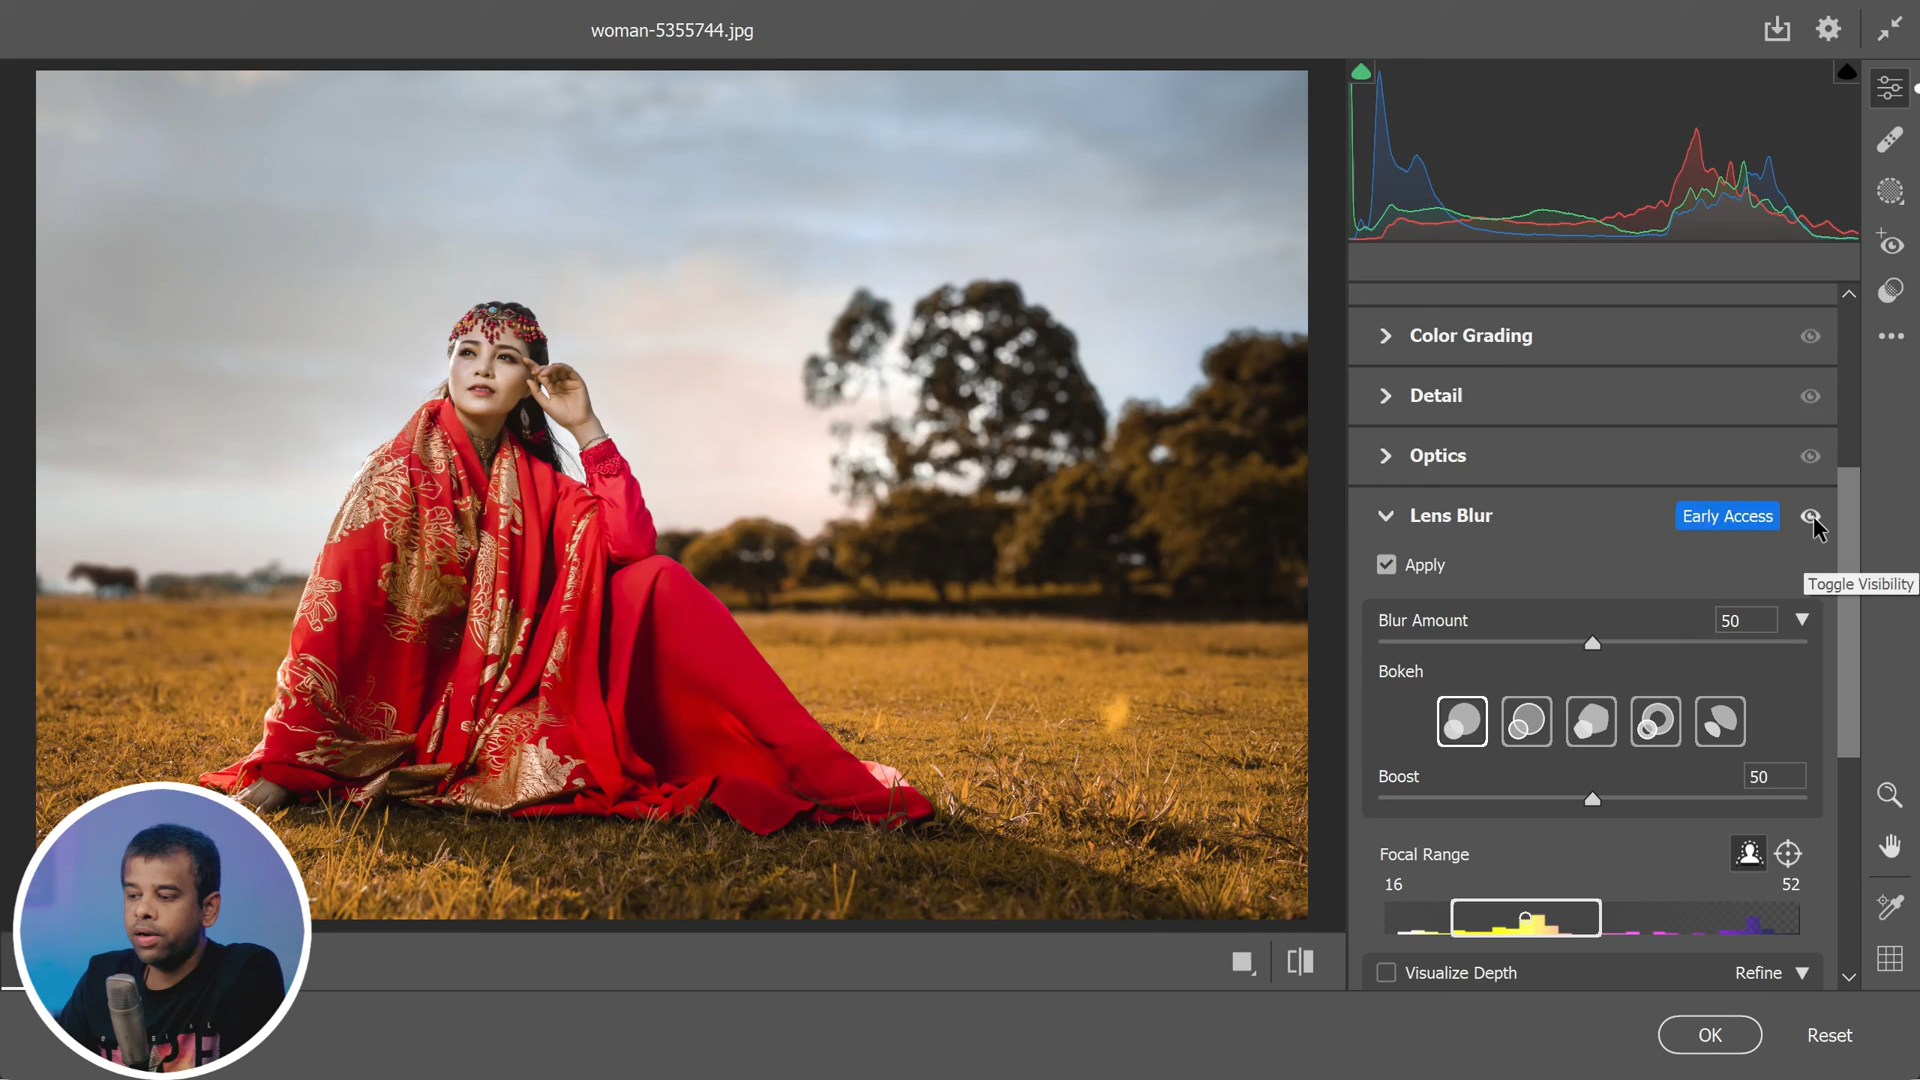 woman-5355744.jpg
Color Grading
Detail
Optics
Lens Blur
Early Access
Apply
Toggle Visibility
Blur Amount
50
Bokeh
Boost
50
Focal Range
16
52
Visualize Depth
Refine
OK
Reset